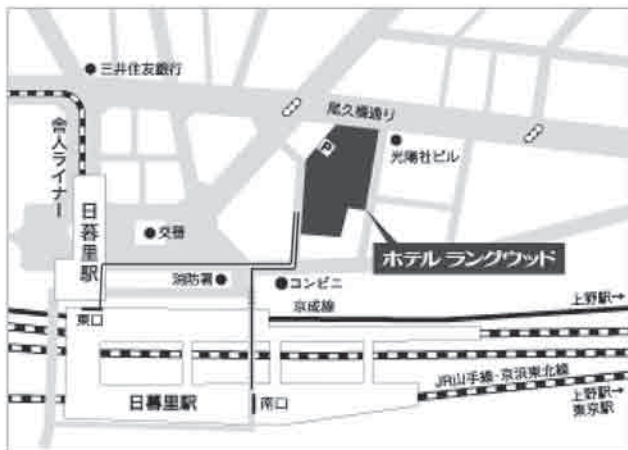 三井住友銀行
尾久橋通り
P
光陽社ビル
舎人ライナー
日暮里駅
交番
ホテル ラングウッド
消防署
コンビニ
東口
京成線
上野駅→
JR山手線・京浜東北線
日暮里駅
南口
上野駅→
東京駅